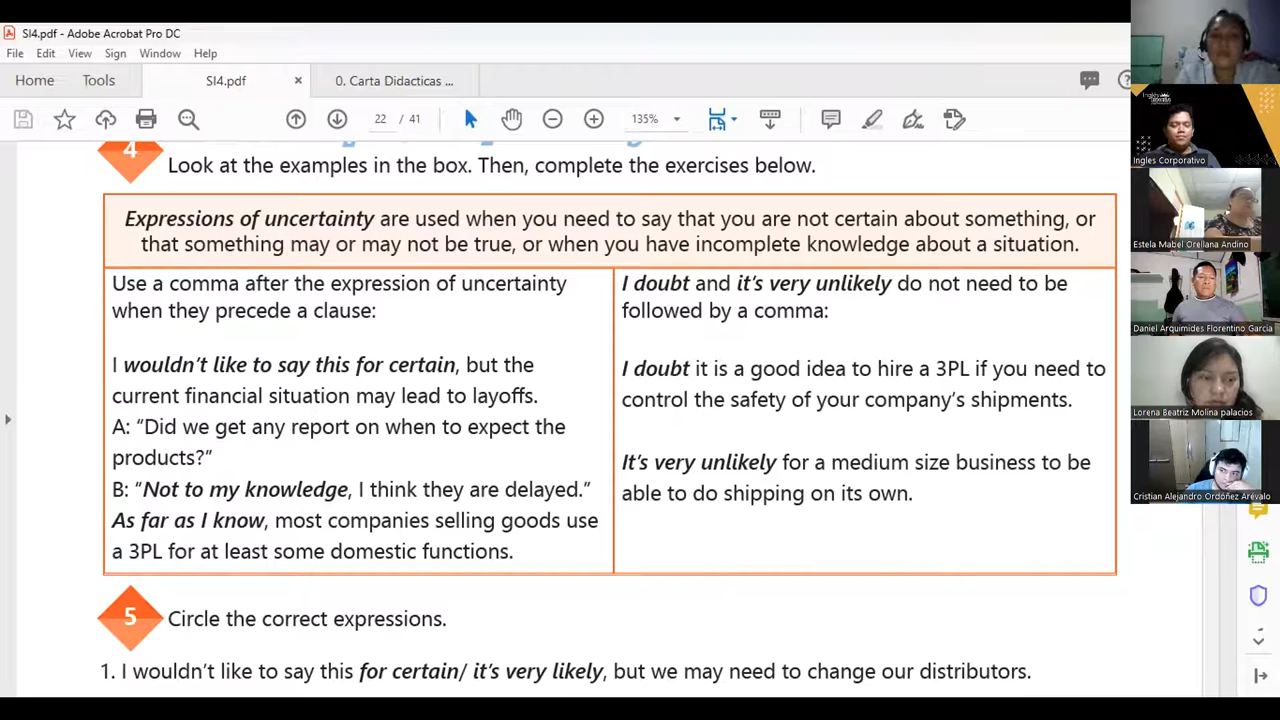 SI4.pdf - Adobe Acrobat Pro DC
File Edit View Sign Window Help
Home Tools SI4.pdf × 0. Carta Didacticas ...
22 / 41 135%
4 Look at the examples in the box. Then, complete the exercises below.
Expressions of uncertainty are used when you need to say that you are not certain about something, or
that something may or may not be true, or when you have incomplete knowledge about a situation.
Use a comma after the expression of uncertainty
when they precede a clause:
I wouldn't like to say this for certain, but the
current financial situation may lead to layoffs.
A: “Did we get any report on when to expect the
products?”
B: “Not to my knowledge, I think they are delayed.”
As far as I know, most companies selling goods use
a 3PL for at least some domestic functions.
I doubt and it's very unlikely do not need to be
followed by a comma:
I doubt it is a good idea to hire a 3PL if you need to
control the safety of your company's shipments.
It's very unlikely for a medium size business to be
able to do shipping on its own.
5 Circle the correct expressions.
1. I wouldn't like to say this for certain/ it's very likely, but we may need to change our distributors.
Ingles Corporativo
Estela Mabel Orellana Andino
Daniel Arquimides Florentino Garcia
Lorena Beatriz Molina palacios
Cristian Alejandro Ordóñez Arévalo